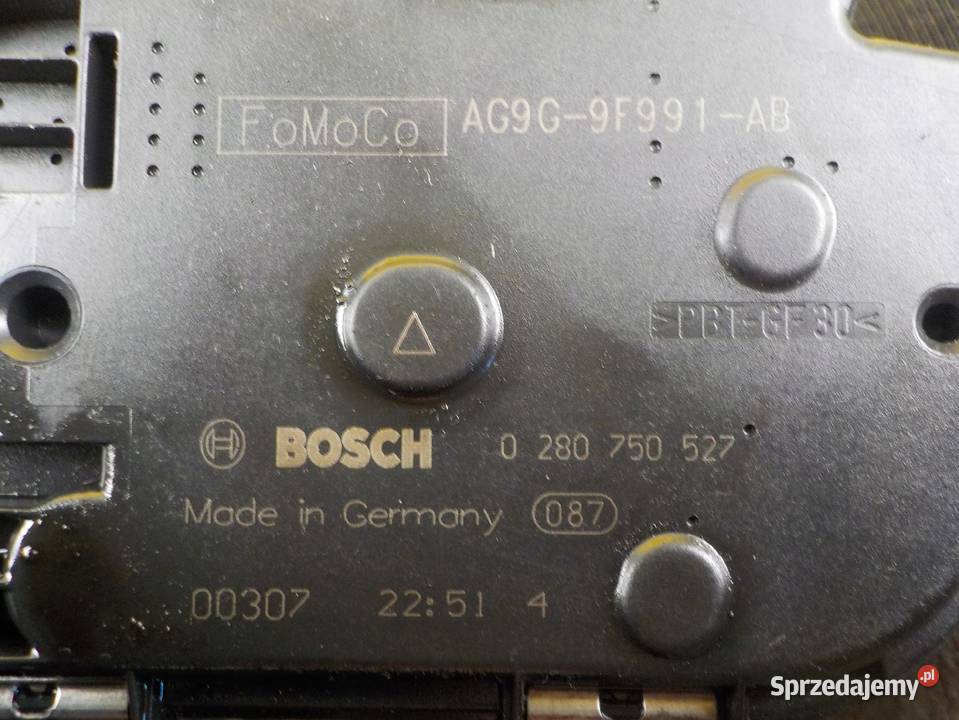 FoMoCo AG9G-9F991-AB
>PBT-GF30<
BOSCH 0 280 750 527
Made in Germany 087
00307 22:51 4
Sprzedajemy.pl